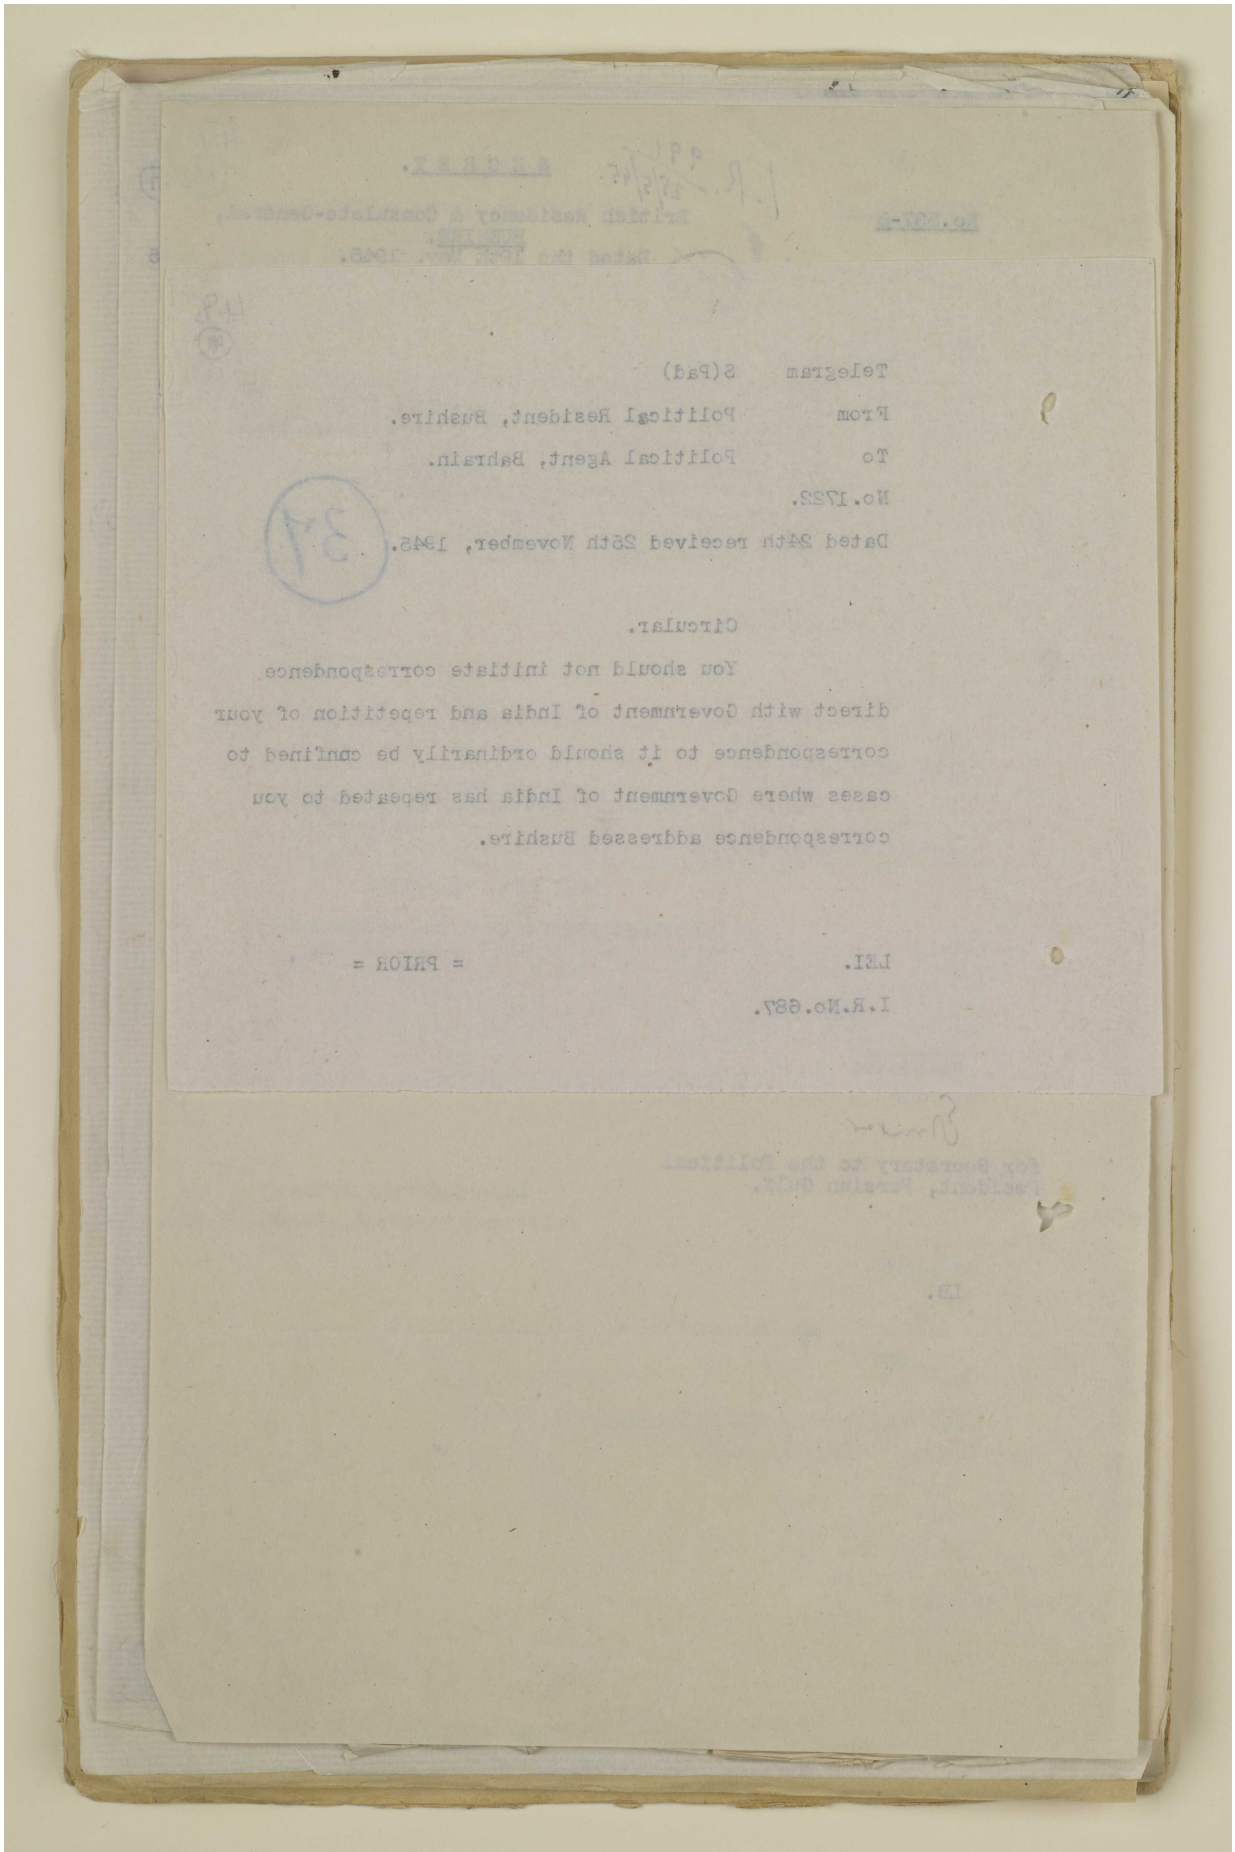 SECRET.
British Residency & Consulate-General,
BUSHIRE.
48
Telegram S(Pad)
From Political Resident, Bushire.
To Political Agent, Bahrain.
No.1722.
Dated 24th received 25th November, 1945.
37
Circular.
You should not initiate correspondence
direct with Government of India and repetition of your
correspondence to it should ordinarily be confined to
cases where Government of India has repeated to you
correspondence addressed Bushire.
= PRIOR =
LEI.
I.R.No.687.
for Secretary to the Political
Resident, Persian Gulf.